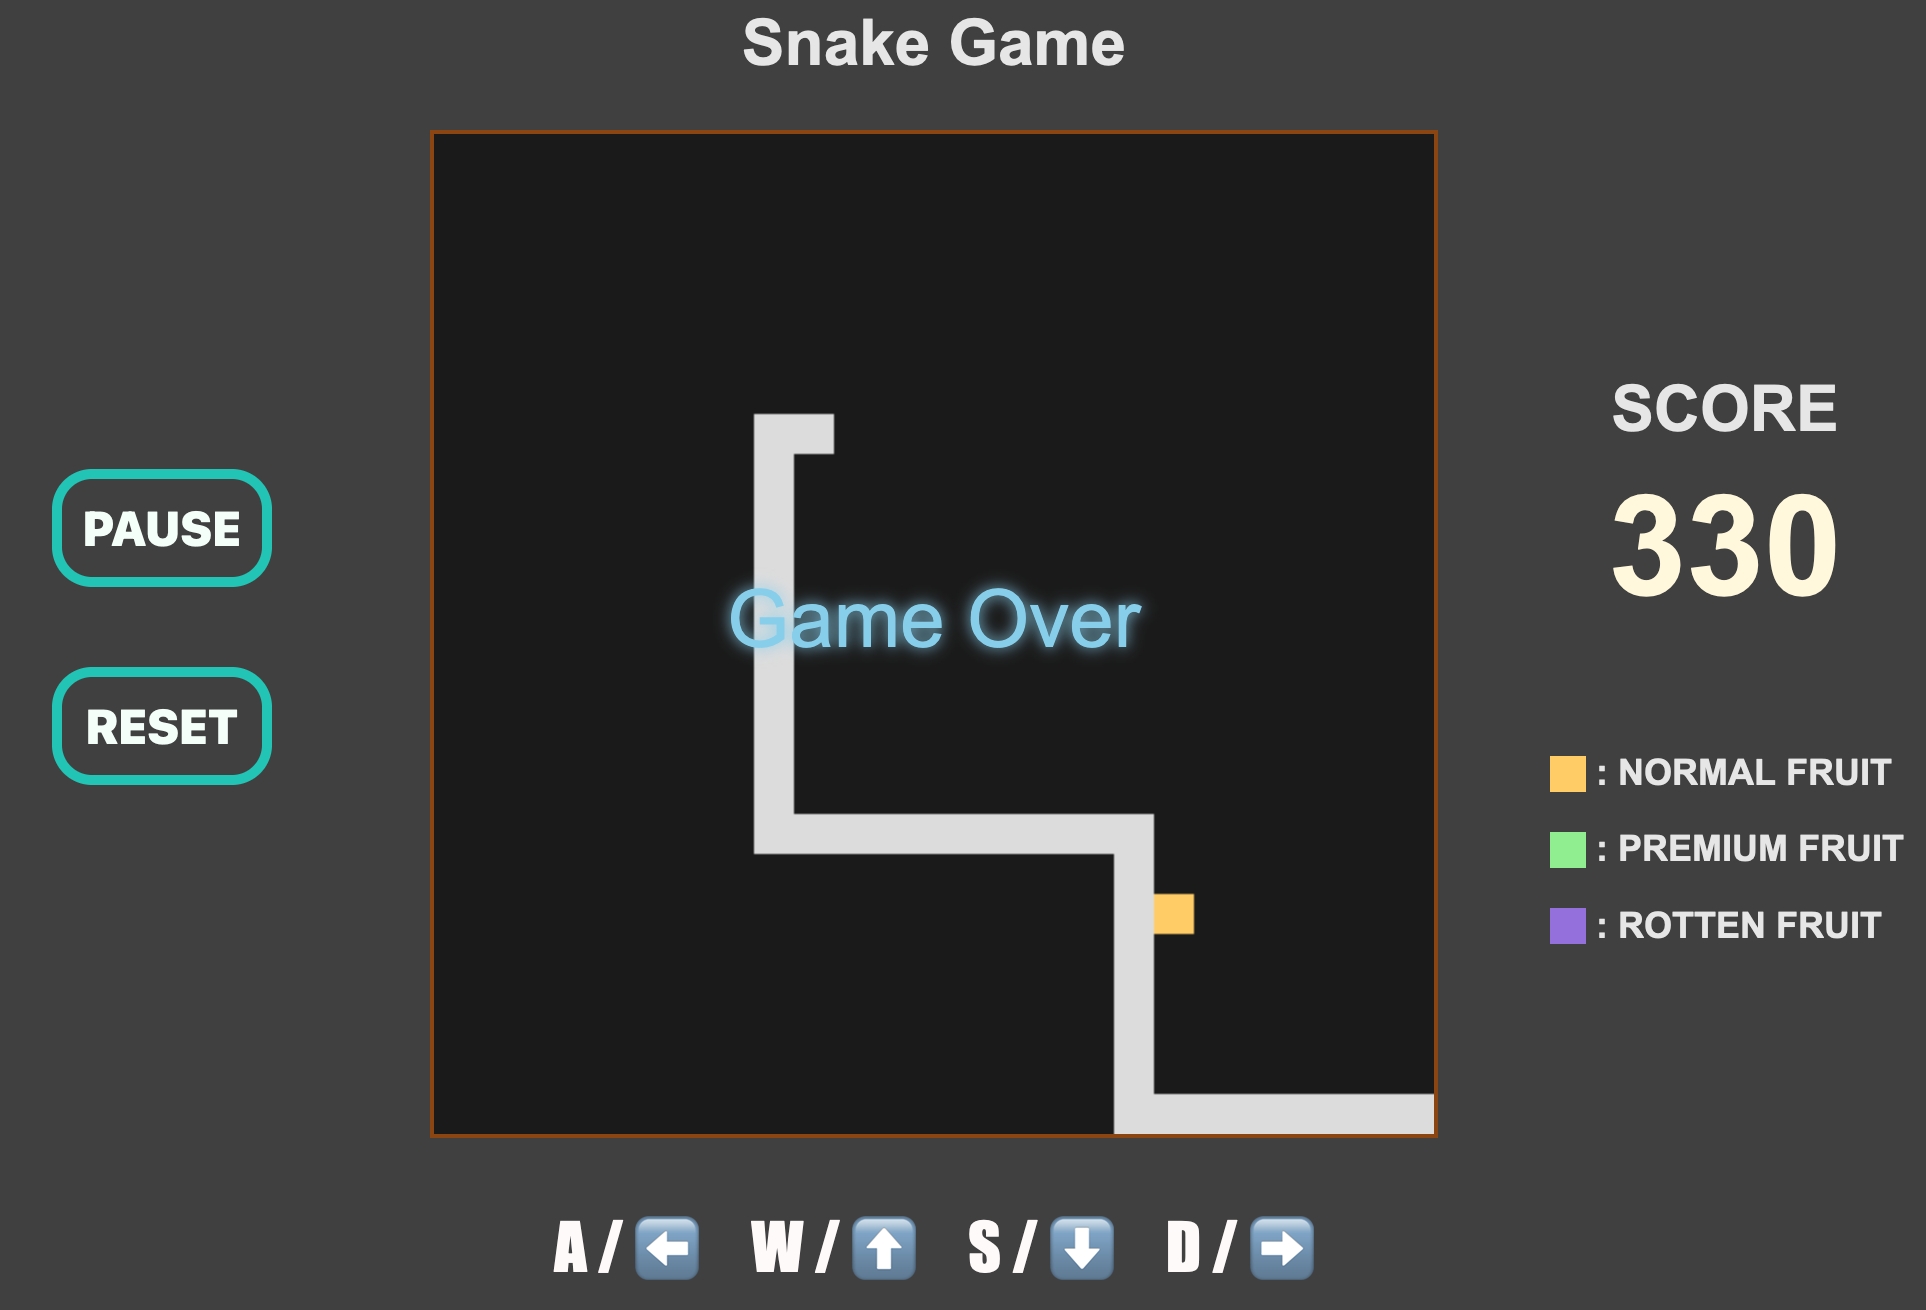 Snake Game
PAUSE
RESET
Game Over
SCORE
330
: NORMAL FRUIT
: PREMIUM FRUIT
: ROTTEN FRUIT
A / ⬅️ W / ⬆️ S / ⬇️ D / ➡️